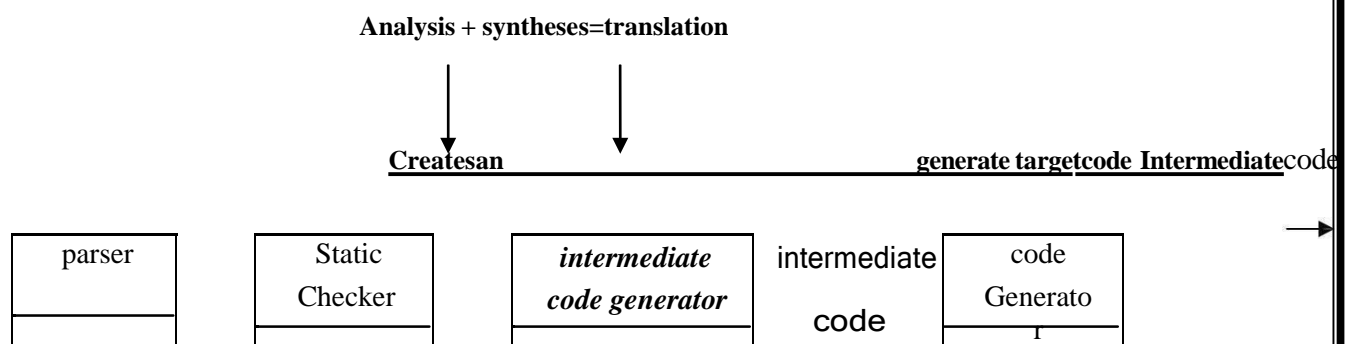 Analysis + syntheses=translation
Createsan generate targetcode Intermediatecode
parser
Static
Checker
intermediate
code generator
intermediate
code
code
Generato
r